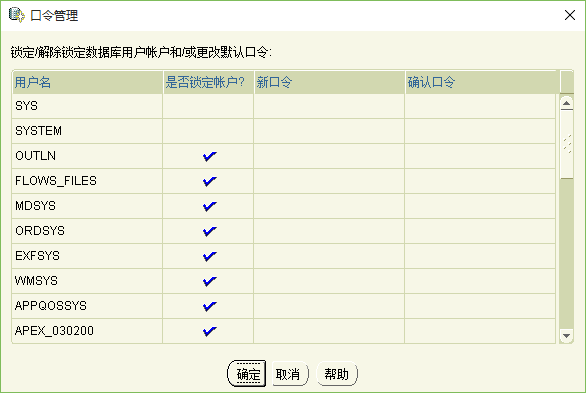 口令管理
锁定/解除锁定数据库用户帐户和/或更改默认口令:
用户名 是否锁定帐户? 新口令 确认口令
SYS
SYSTEM
OUTLN
FLOWS_FILES
MDSYS
ORDSYS
EXFSYS
WMSYS
APPQOSSYS
APEX_030200
确定 取消 帮助